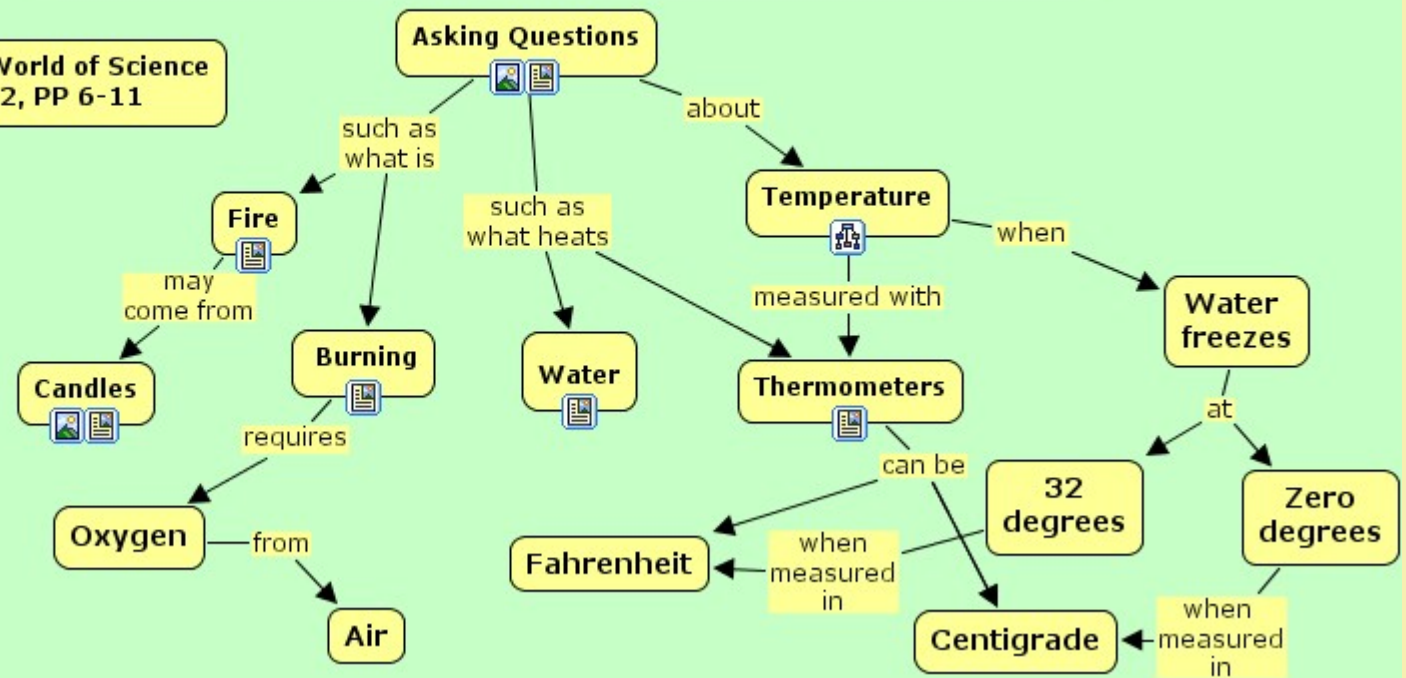 Asking Questions
World of Science
2, PP 6-11
about
such as
what is
Temperature
Fire
such as
what heats
when
may
come from
measured with
Water
freezes
Burning
Water
Candles
Thermometers
at
requires
can be
32
degrees
Zero
degrees
Oxygen
from
Fahrenheit
when
measured
in
Air
Centigrade
when
measured
in